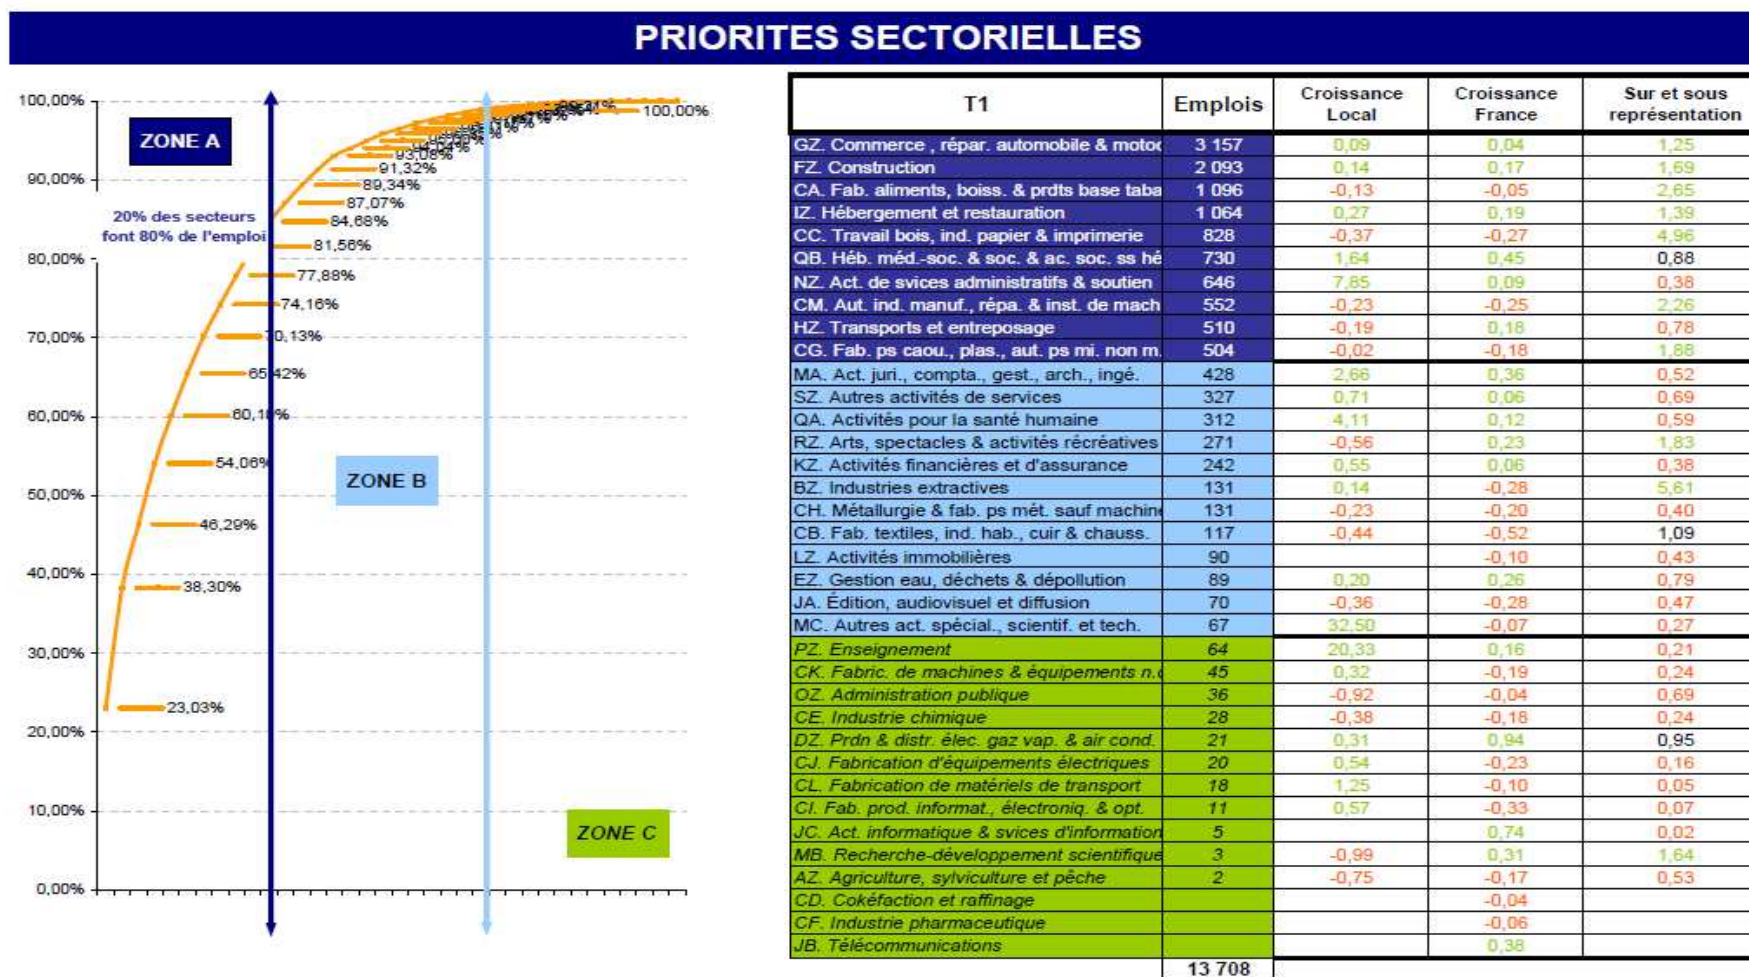 PRIORITES SECTORIELLES
100,00%
90,00%
80,00%
70,00%
60,00%
50,00%
40,00%
30,00%
20,00%
10,00%
0,00%
ZONE A
20% des secteurs
font 80% de l'emploi
ZONE B
ZONE C
100,00%
93,08%
91,32%
89,34%
87,07%
84,68%
81,56%
77,88%
74,16%
70,13%
65,42%
54,06%
46,29%
38,30%
23,03%
T1 Emplois Croissance Local Croissance France Sur et sous représentation
GZ. Commerce , répar. automobile & motoc 3 157 0,09 0,04 1,25
FZ. Construction 2 093 0,14 0,17 1,69
CA. Fab. aliments, boiss. & prdts base taba 1 096 -0,13 -0,05 2,65
IZ. Hébergement et restauration 1 064 0,27 0,19 1,39
CC. Travail bois, ind. papier & imprimerie 828 -0,37 -0,27 4,96
QB. Héb. méd.-soc. & soc. & ac. soc. ss hé 730 1,64 0,45 0,88
NZ. Act. de svices administratifs & soutien 646 7,85 0,09 0,38
CM. Aut. ind. manuf., répa. & inst. de mach 552 -0,23 -0,25 2,26
HZ. Transports et entreposage 510 -0,19 0,18 0,78
CG. Fab. ps caou., plas., aut. ps mi. non m. 504 -0,02 -0,18 1,88
MA. Act. juri., compta., gest., arch., ingé. 428 2,66 0,36 0,52
SZ. Autres activités de services 327 0,71 0,06 0,69
QA. Activités pour la santé humaine 312 4,11 0,12 0,59
RZ. Arts, spectacles & activités récréatives 271 -0,56 0,23 1,83
KZ. Activités financières et d'assurance 242 0,55 0,06 0,38
BZ. Industries extractives 131 0,14 -0,28 5,61
CH. Métallurgie & fab. ps mét. sauf machine 131 -0,23 -0,20 0,40
CB. Fab. textiles, ind. hab., cuir & chauss. 117 -0,44 -0,52 1,09
LZ. Activités immobilières 90 -0,10 0,43
EZ. Gestion eau, déchets & dépollution 89 0,20 0,26 0,79
JA. Édition, audiovisuel et diffusion 70 -0,36 -0,28 0,47
MC. Autres act. spécial., scientif. et tech. 67 32,50 -0,07 0,27
PZ. Enseignement 64 20,33 0,16 0,21
CK. Fabric. de machines & équipements n.c 45 0,32 -0,19 0,24
OZ. Administration publique 36 -0,92 -0,04 0,69
CE. Industrie chimique 28 -0,38 -0,18 0,24
DZ. Prdn & distr. élec. gaz vap. & air cond. 21 0,31 0,94 0,95
CJ. Fabrication d'équipements électriques 20 0,54 -0,23 0,16
CL. Fabrication de matériels de transport 18 1,25 -0,10 0,05
CI. Fab. prod. informat., électroniq. & opt. 11 0,57 -0,33 0,07
JC. Act. informatique & svices d'information 5 0,74 0,02
MB. Recherche-développement scientifique 3 -0,99 0,31 1,64
AZ. Agriculture, sylviculture et pêche 2 -0,75 -0,17 0,53
CD. Cokéfaction et raffinage -0,04
CF. Industrie pharmaceutique -0,06
JB. Télécommunications 0,38
13 708